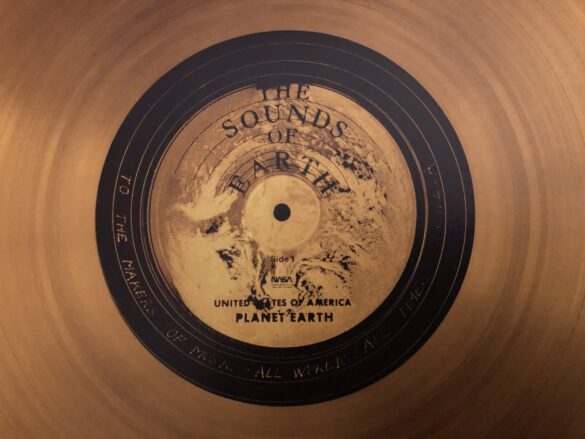 THE
SOUNDS
OF
EARTH
Side 1
NASA
UNITED STATES OF AMERICA
PLANET EARTH
TO THE MAKERS OF MUSIC - ALL WORLDS, ALL TIMES